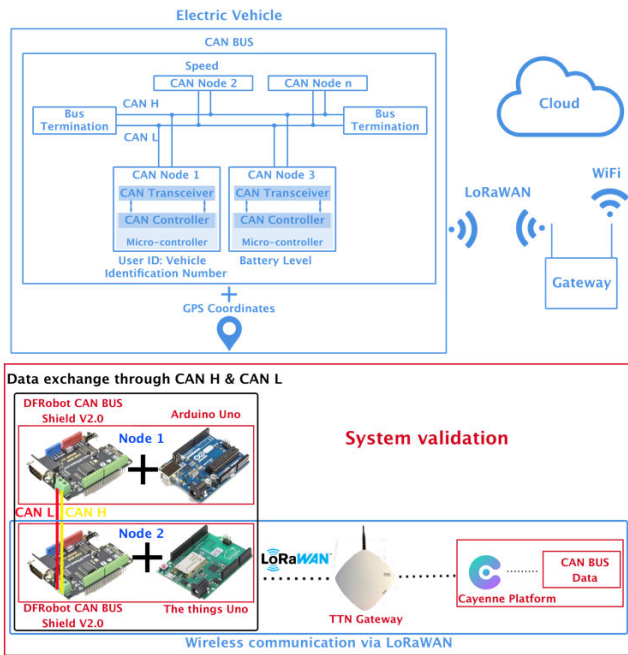 Electric Vehicle
CAN BUS
Speed
CAN Node 2
CAN Node n
CAN H
Bus
Termination
Bus
Termination
CAN L
CAN Node 1
CAN Transceiver
CAN Controller
Micro-controller
User ID: Vehicle
Identification Number
CAN Node 3
CAN Transceiver
CAN Controller
Micro-controller
Battery Level
+
GPS Coordinates
Cloud
LoRaWAN
WiFi
Gateway
Data exchange through CAN H & CAN L
DFRobot CAN BUS
Shield V2.0
Arduino Uno
Node 1
+
System validation
CAN L
CAN H
Node 2
+
DFRobot CAN BUS
Shield V2.0
The things Uno
LoRaWAN
TTN Gateway
Cayenne Platform
CAN BUS
Data
Wireless communication via LoRaWAN